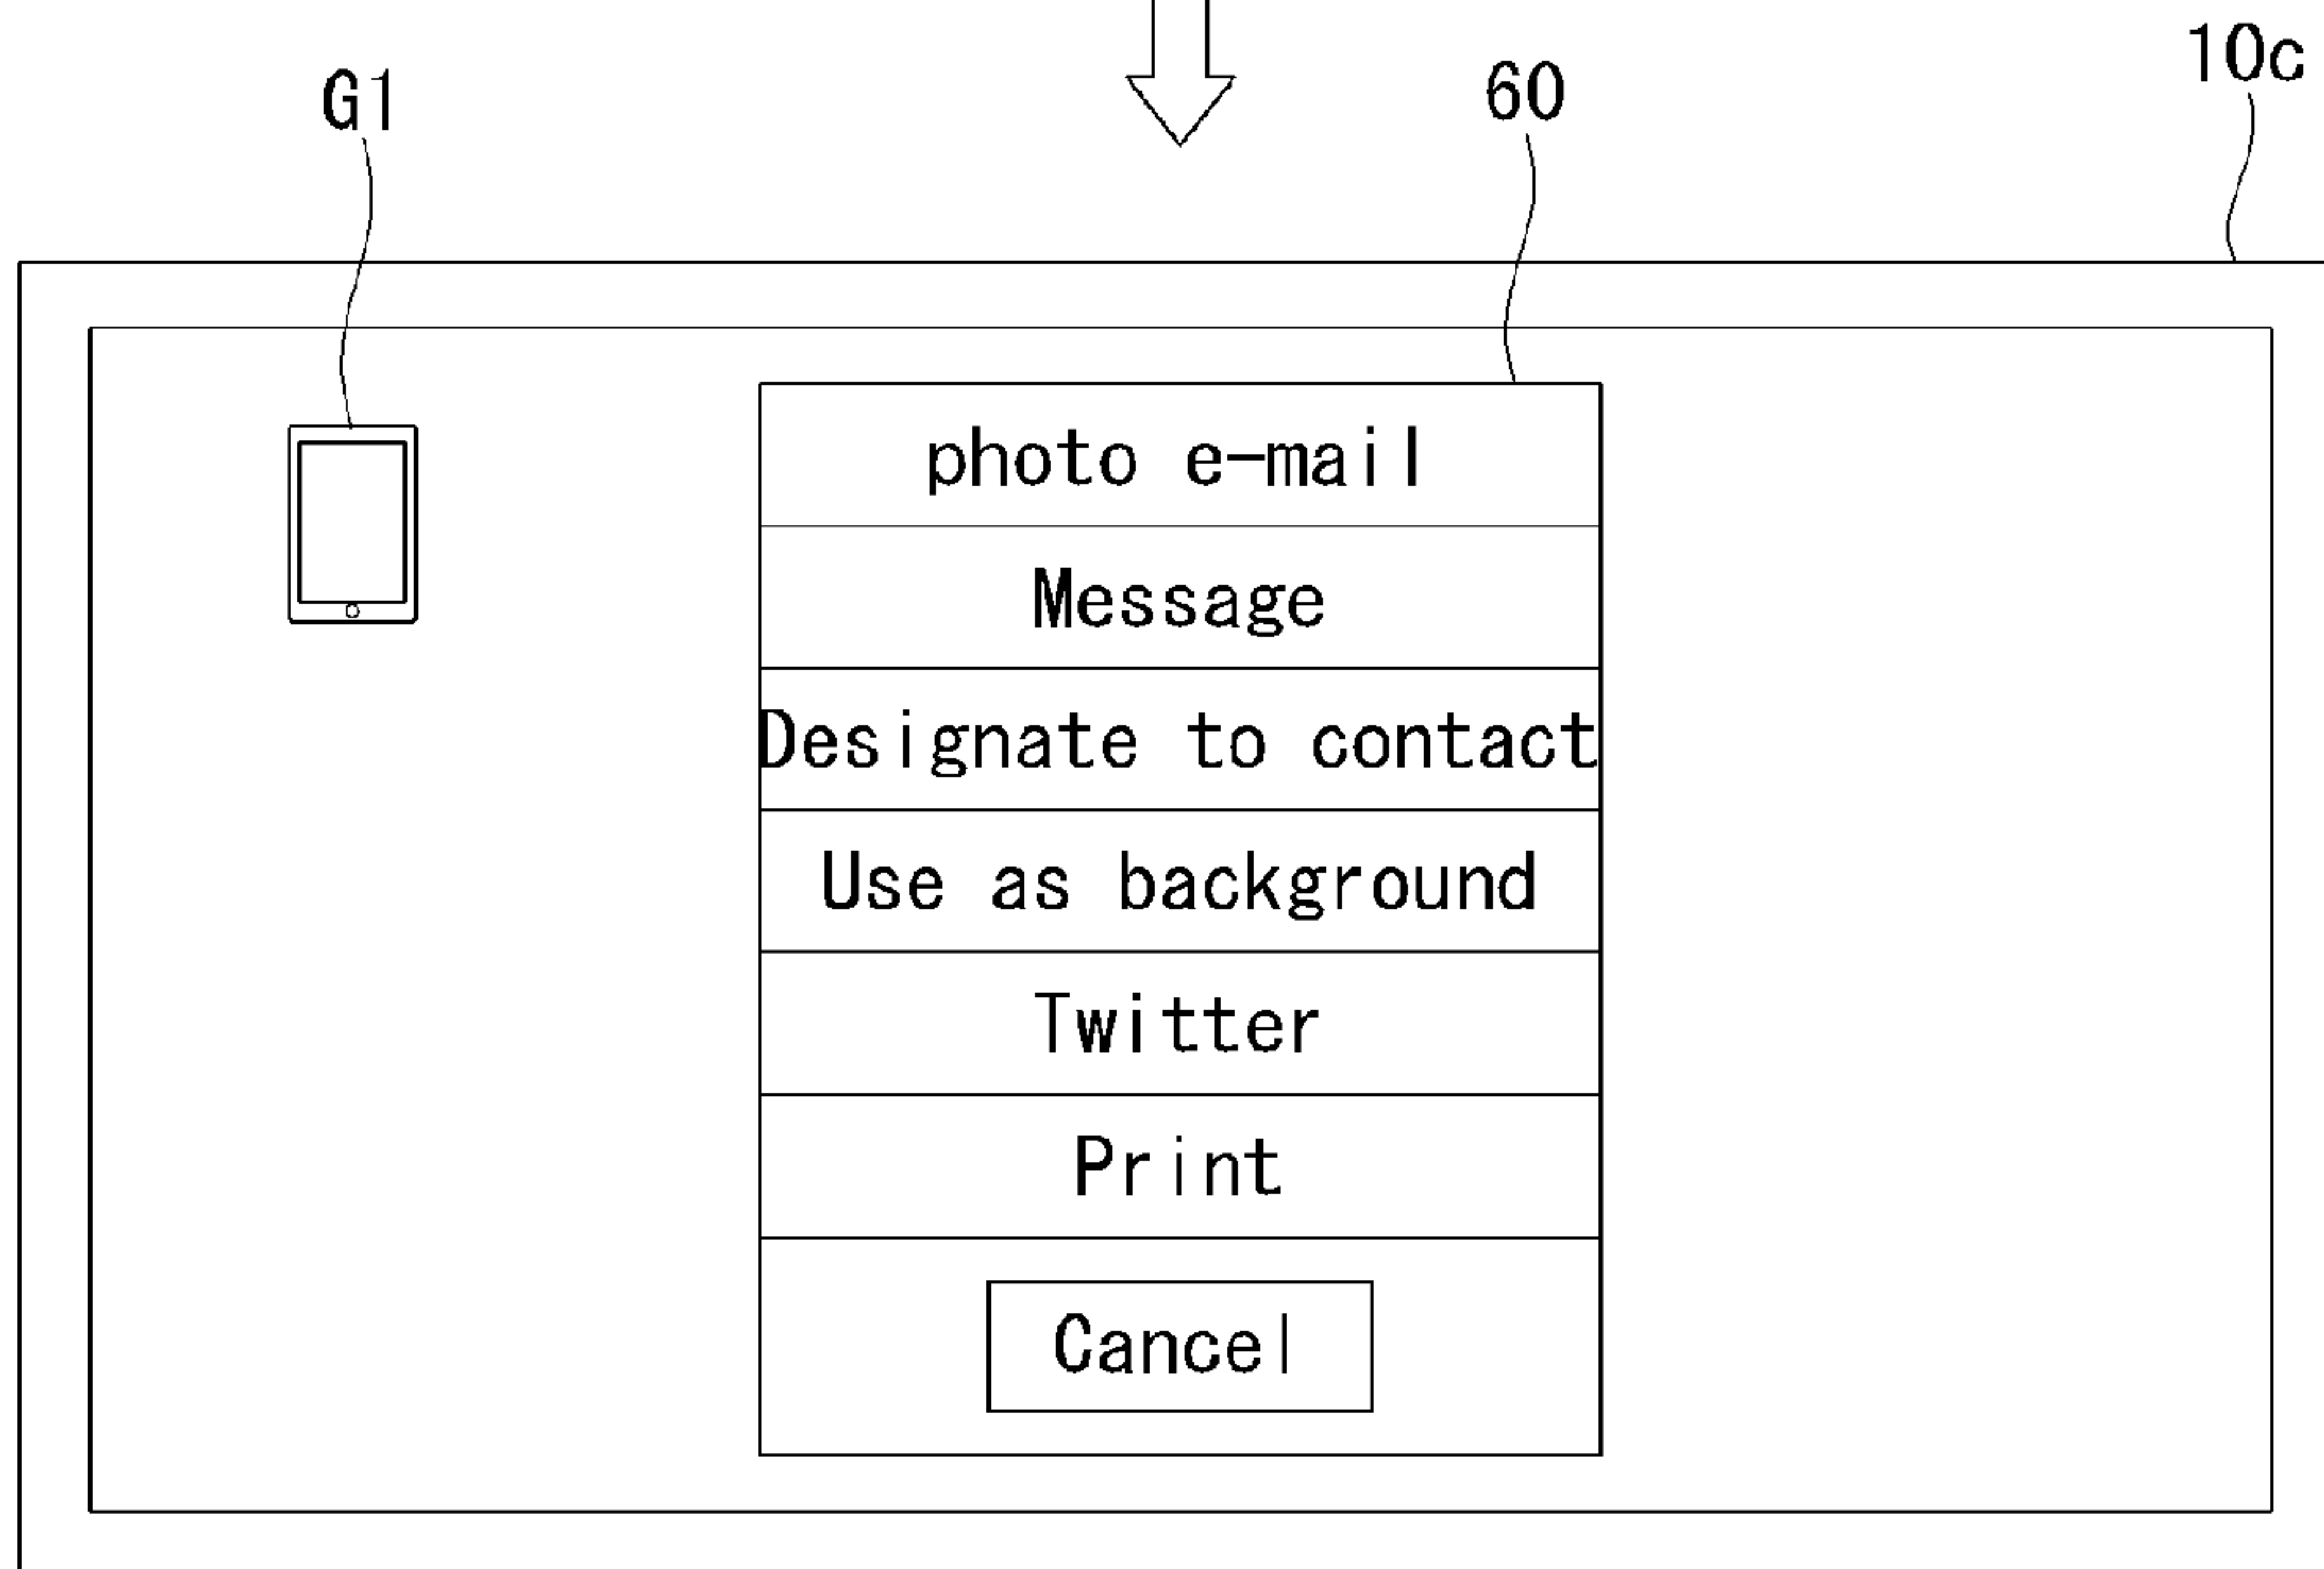 10c
G1
60
photo e-mail
Message
Designate to contact
Use as background
Twitter
Print
Cancel